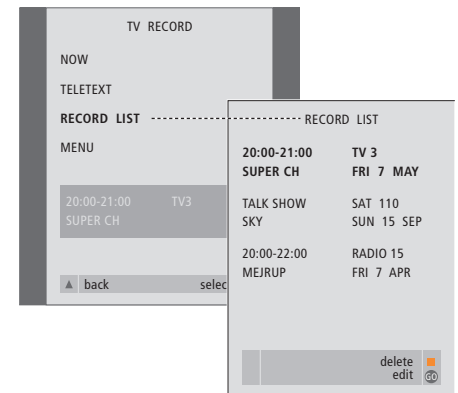 TV RECORD
NOW
TELETEXT
RECORD LIST
MENU
20:00-21:00 TV3
SUPER CH
▲ back selec
RECORD LIST
20:00-21:00 TV 3
SUPER CH FRI 7 MAY
TALK SHOW SAT 110
SKY SUN 15 SEP
20:00-22:00 RADIO 15
MEJRUP FRI 7 APR
delete
edit GO